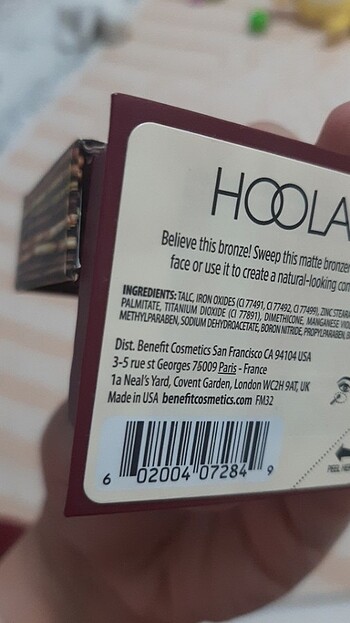 HOOLA
Believe this bronze! Sweep this matte bronzer
face or use it to create a natural-looking con
INGREDIENTS: TALC, IRON OXIDES (CI 77491, CI 77492, CI 77499), ZINC STEARA
PALMITATE, TITANIUM DIOXIDE (CI 77891), DIMETHICONE, MANGANESE VIO
METHYLPARABEN, SODIUM DEHYDROACETATE, BORON NITRIDE, PROPYLPARABEN,
Dist. Benefit Cosmetics San Francisco CA 94104 USA
3-5 rue st Georges 75009 Paris - France
1a Neal's Yard, Covent Garden, London WC2H 9AT, UK
Made in USA benefitcosmetics.com FM32
6 02004 07284 9
PEEL HE